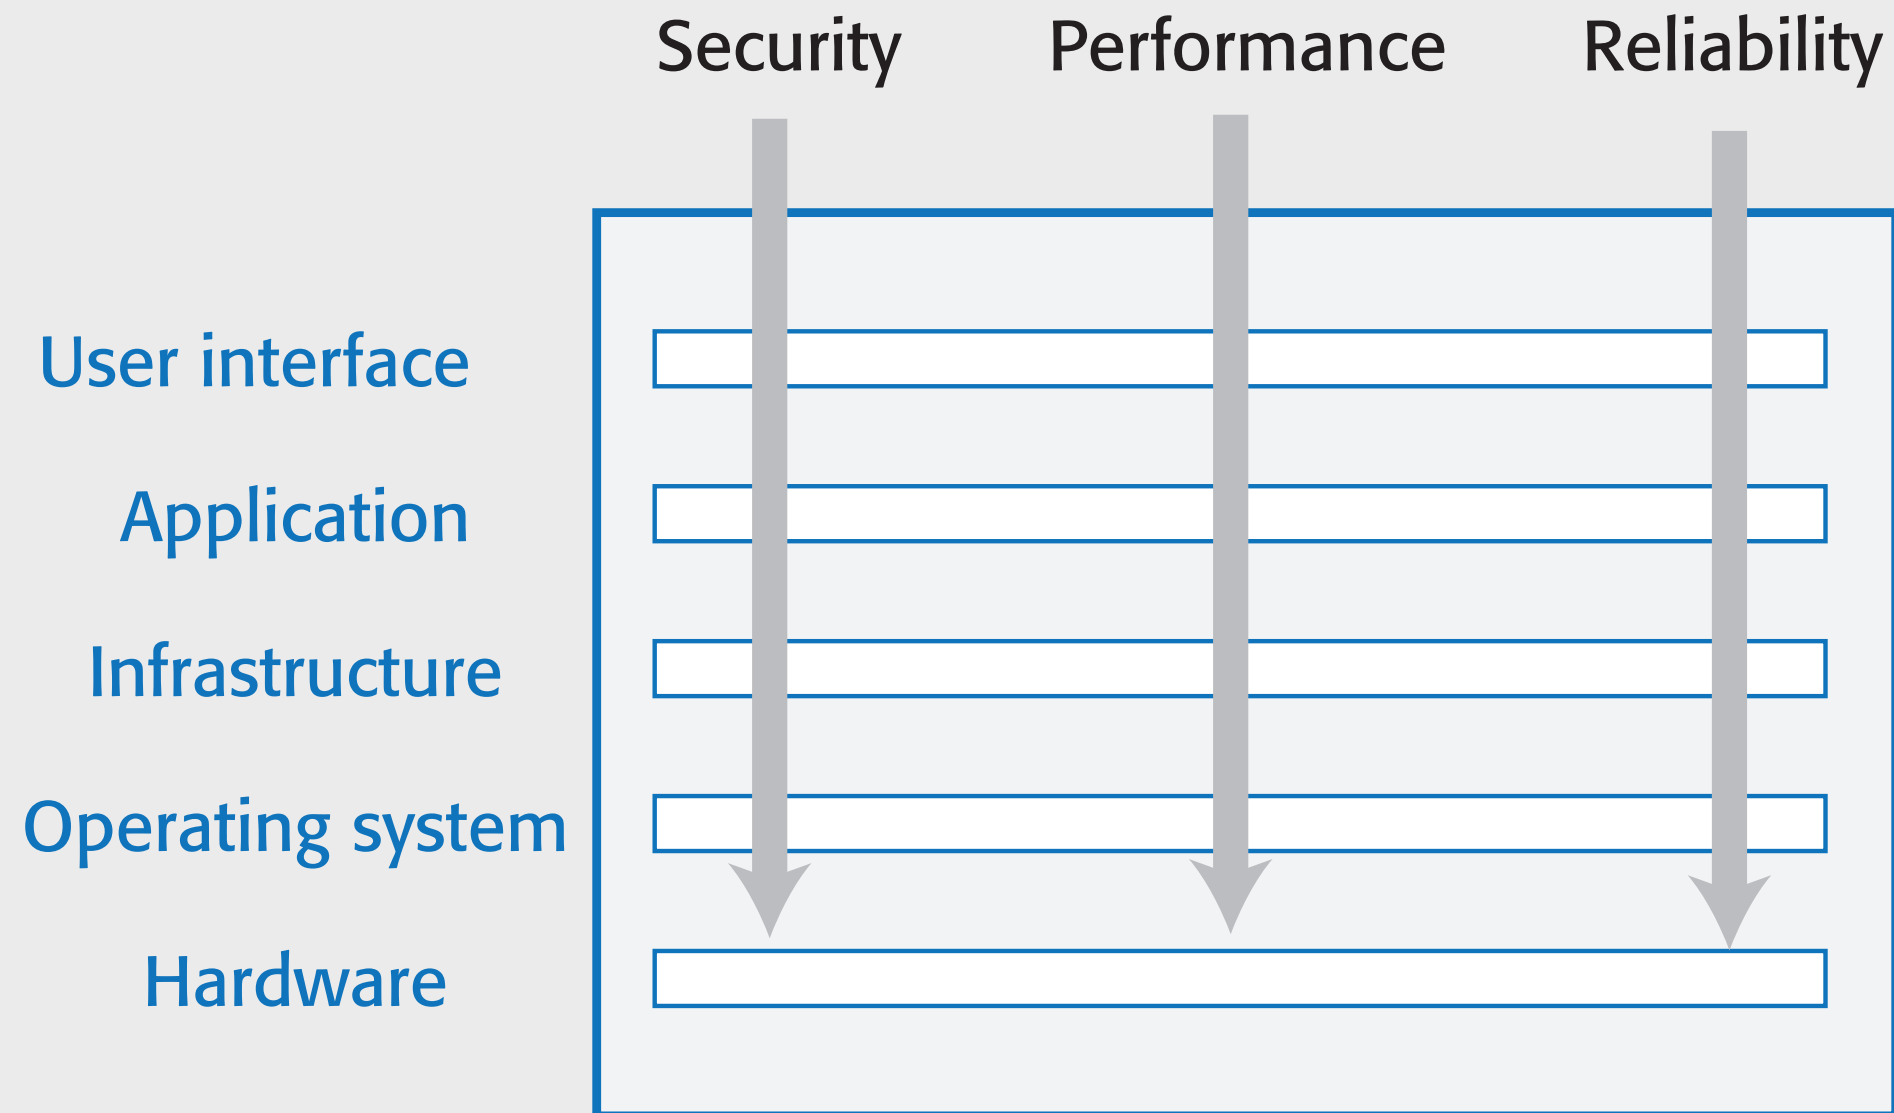 Security Performance Reliability
User interface
Application
Infrastructure
Operating system
Hardware